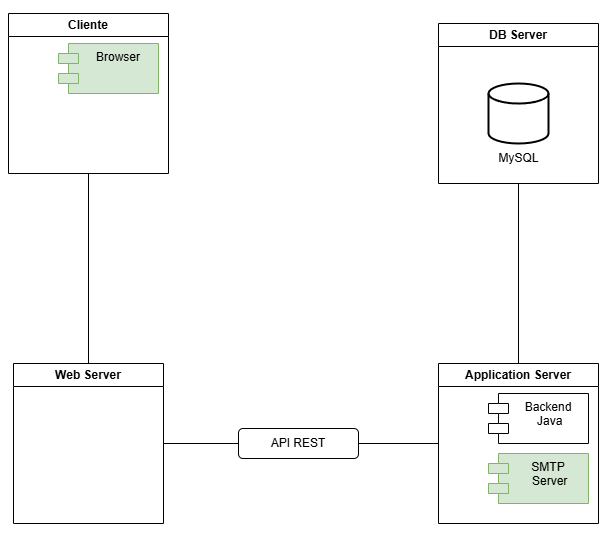 Cliente
Browser
DB Server
MySQL
Web Server
API REST
Application Server
Backend
Java
SMTP
Server